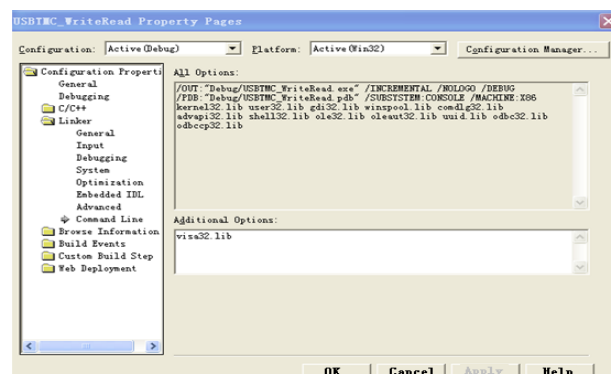 USBTMC_WriteRead Property Pages
Configuration: Active(Debug) Platform: Active(Win32) Configuration Manager...
Configuration Properti
General
Debugging
C/C++
Linker
General
Input
Debugging
System
Optimization
Embedded IDL
Advanced
Command Line
Browse Information
Build Events
Custom Build Step
Web Deployment
All Options:
/OUT:"Debug/USBTMC_WriteRead.exe" /INCREMENTAL /NOLOGO /DEBUG
/PDB:"Debug/USBTMC_WriteRead.pdb" /SUBSYSTEM:CONSOLE /MACHINE:X86
kernel32.lib user32.lib gdi32.lib winspool.lib comdlg32.lib
advapi32.lib shell32.lib ole32.lib oleaut32.lib uuid.lib odbc32.lib
odbccp32.lib
Additional Options:
visa32.lib
OK Cancel Apply Help